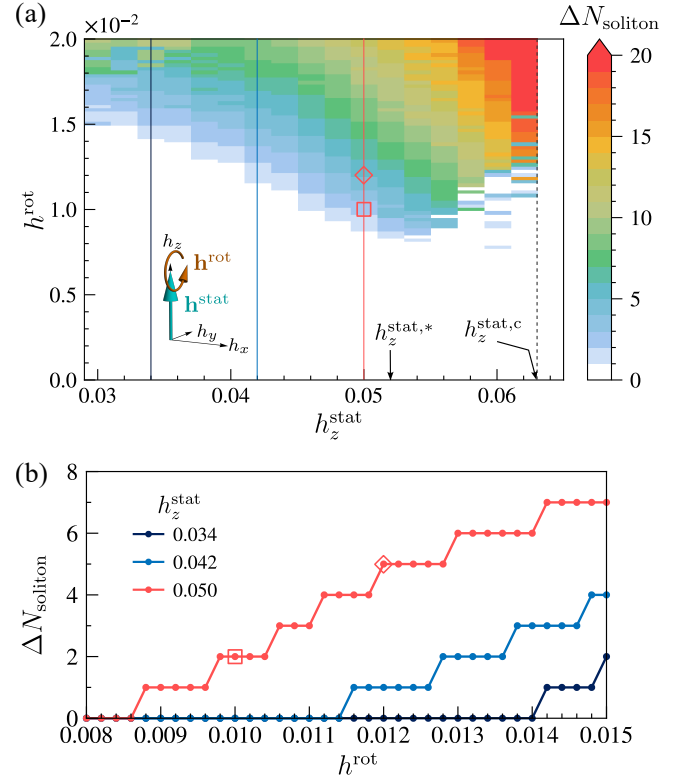 (a)
×10⁻²
ΔN_soliton
2.0
1.5
1.0
0.5
0.0
h^rot
h_z
h^rot
h^stat
h_y
h_x
h_z^stat,*
h_z^stat,c
0.03
0.04
0.05
0.06
h_z^stat
20
15
10
5
0
(b)
8
6
4
2
0
ΔN_soliton
h_z^stat
0.034
0.042
0.050
0.008
0.009
0.010
0.011
0.012
0.013
0.014
0.015
h^rot